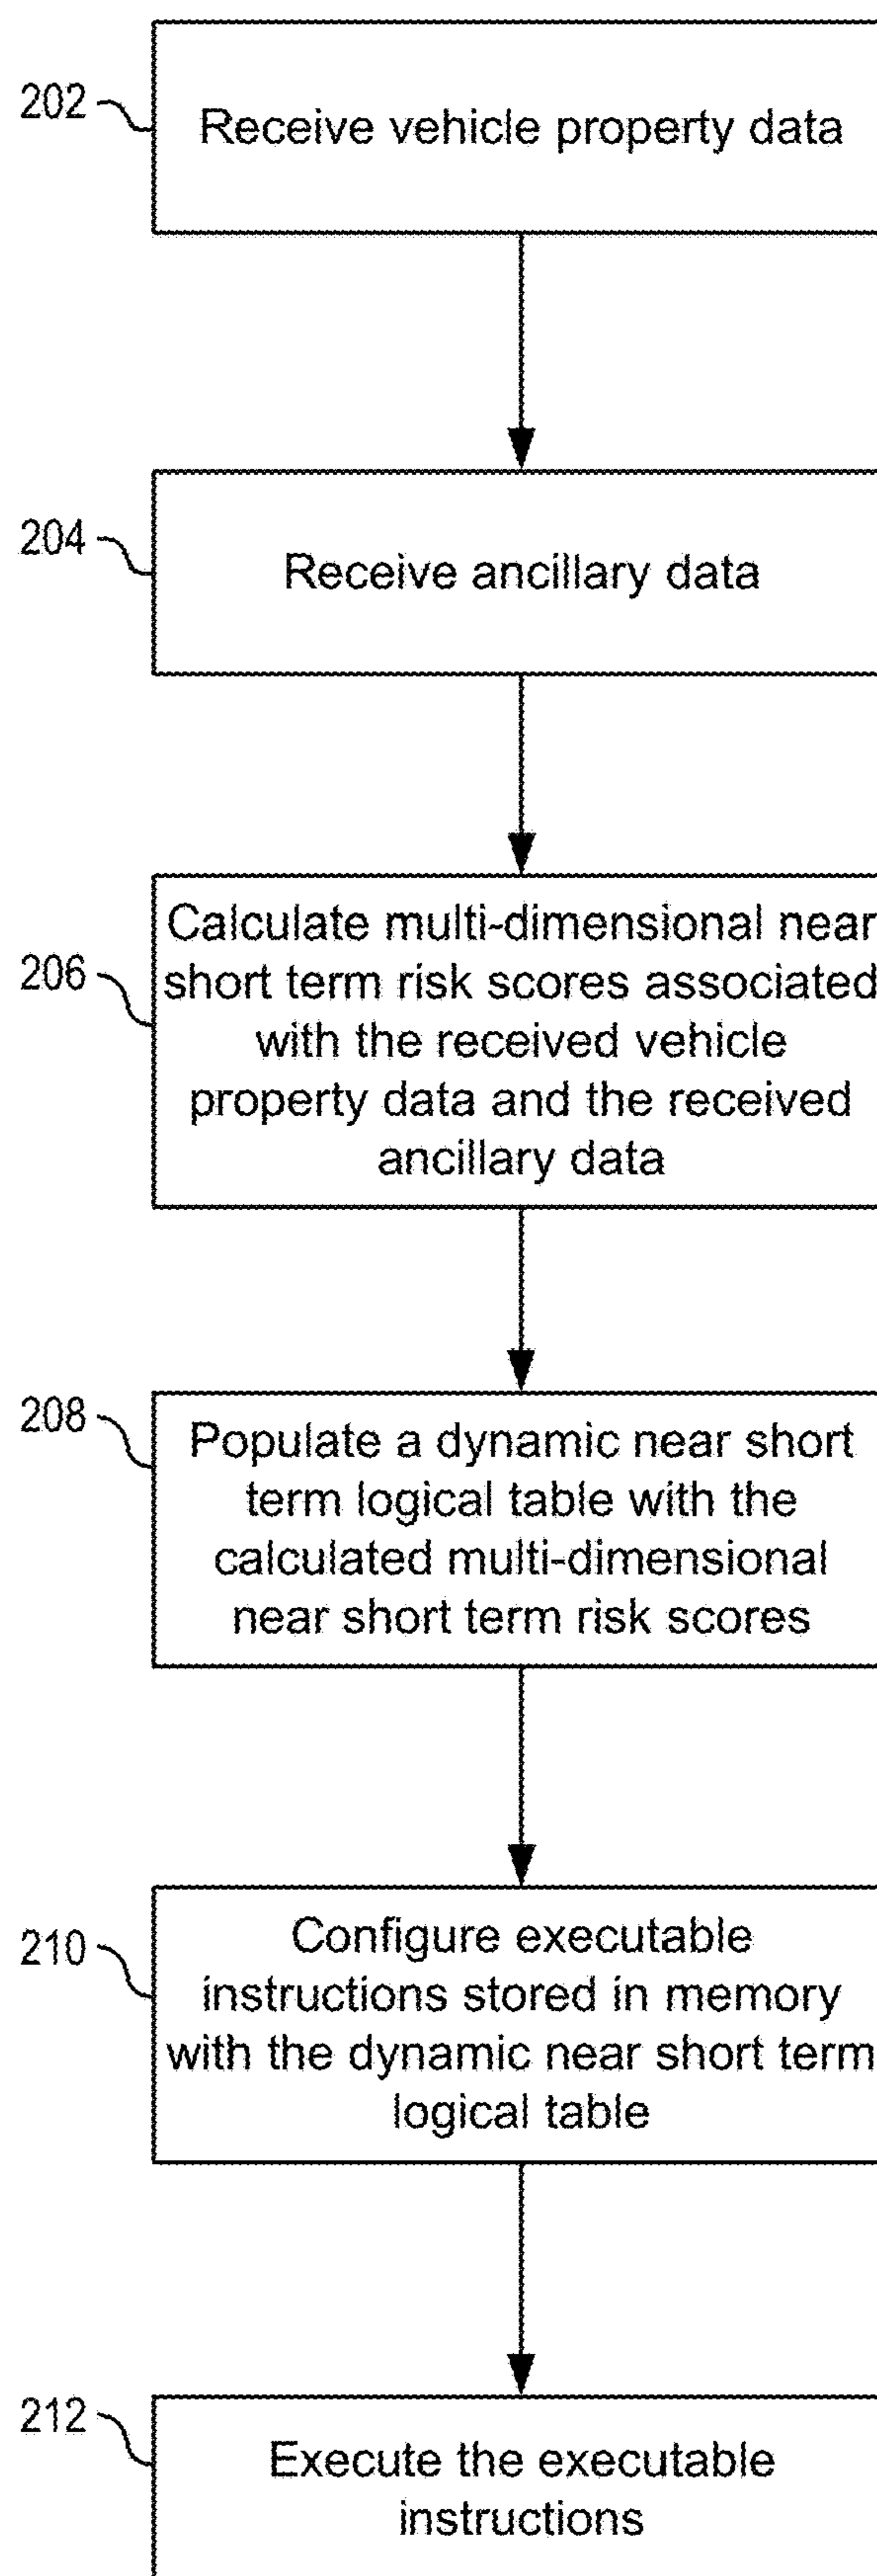 202
Receive vehicle property data
204
Receive ancillary data
206
Calculate multi-dimensional near
short term risk scores associated
with the received vehicle
property data and the received
ancillary data
208
Populate a dynamic near short
term logical table with the
calculated multi-dimensional
near short term risk scores
210
Configure executable
instructions stored in memory
with the dynamic near short term
logical table
212
Execute the executable
instructions